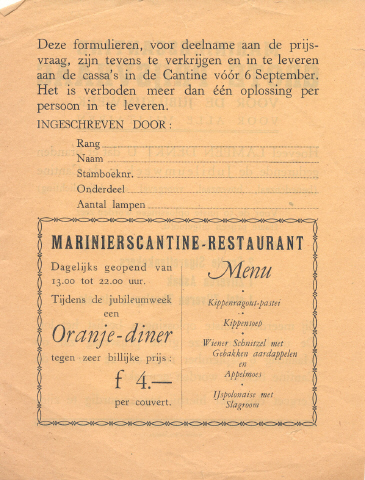 Deze formulieren, voor deelname aan de prijs-
vraag, zijn tevens te verkrijgen en in te leveren
aan de cassa's in de Cantine vóór 6 September.
Het is verboden meer dan één oplossing per
persoon in te leveren.
INGESCHREVEN DOOR:
Rang
Naam
Stamboeknr.
Onderdeel
Aantal lampen
MARINIERSCANTINE-RESTAURANT
Dagelijks geopend van
13.00 tot 22.00 uur.
Tijdens de jubileumweek
een
Oranje-diner
tegen zeer billijke prijs:
f 4.—
per couvert.
Menu
Kippenragout-pastei
Kippensoep
Wiener Schnitzel met
Gebakken aardappelen
en
Appelmoes
IJspolonaise met
Slagroom